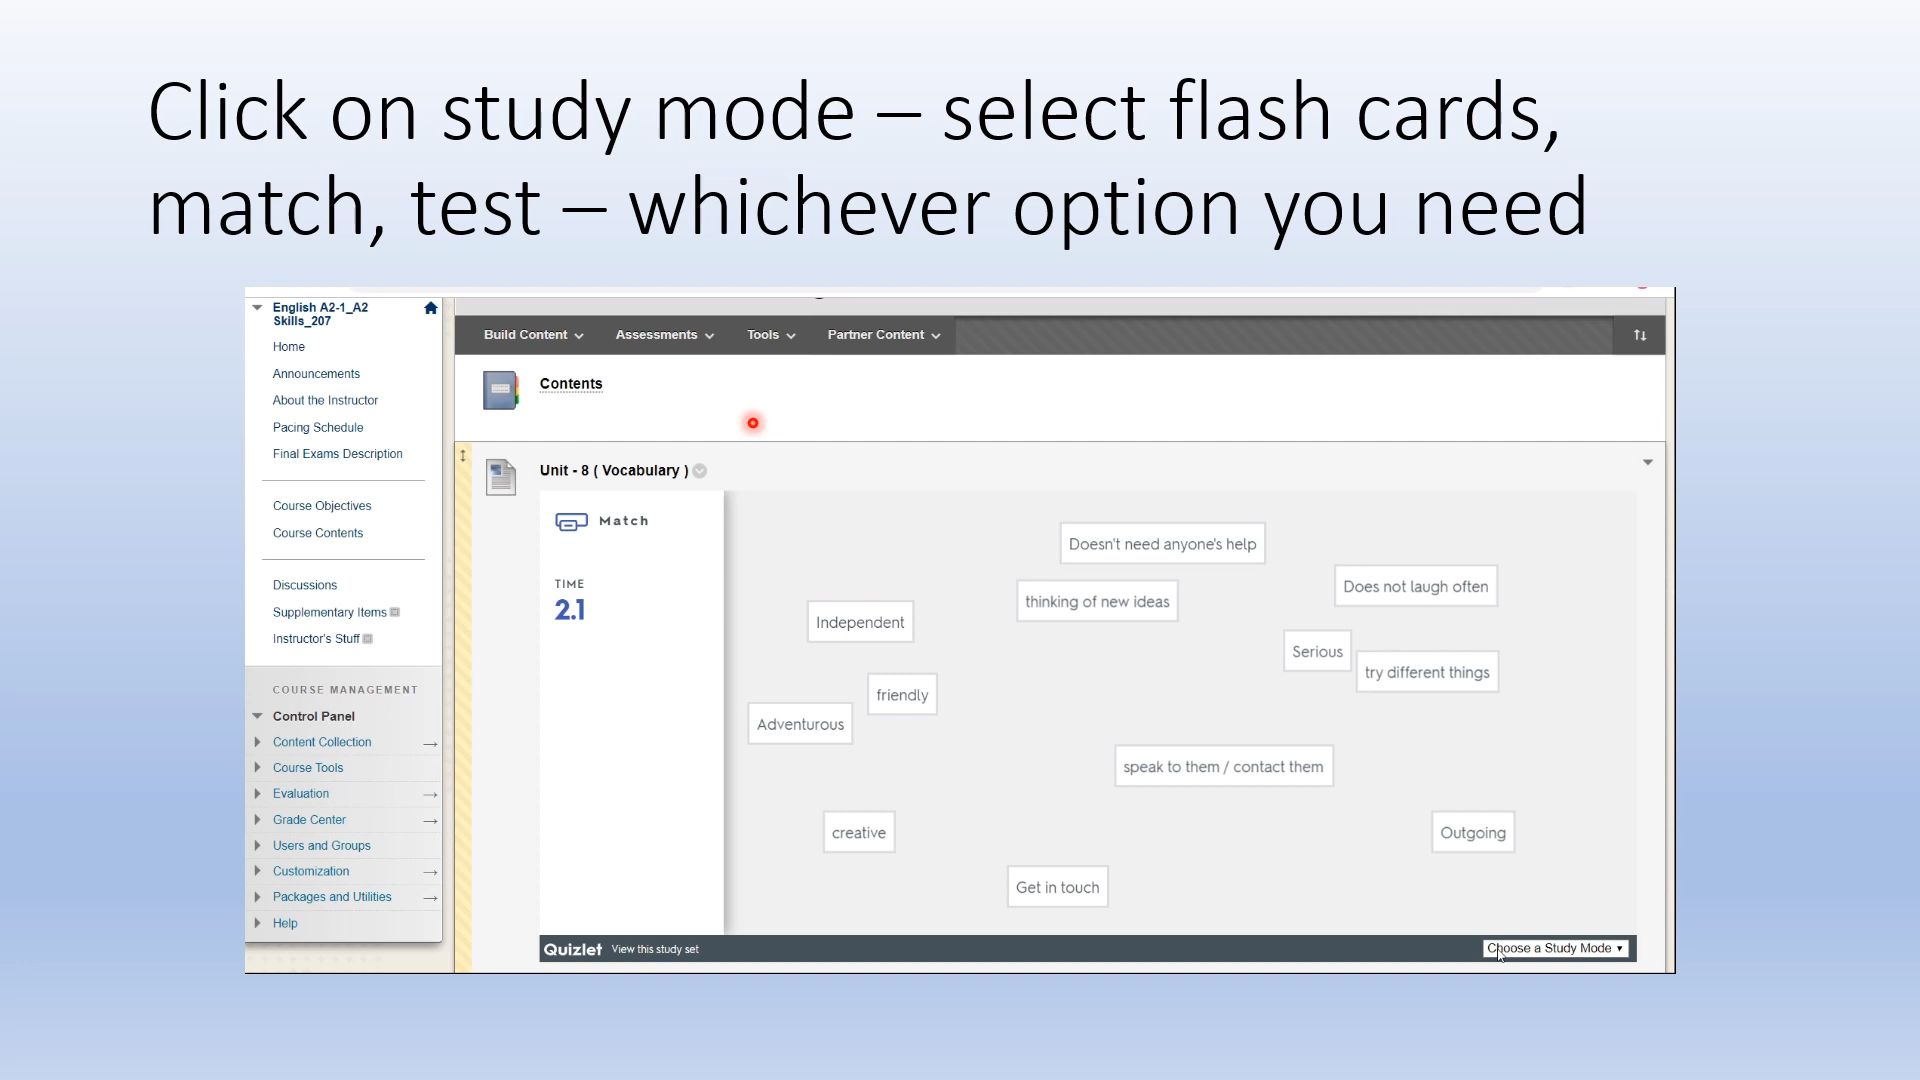 Click on study mode – select flash cards,
match, test – whichever option you need
English A2-1_A2
Skills_207
Home
Announcements
About the Instructor
Pacing Schedule
Final Exams Description
Course Objectives
Course Contents
Discussions
Supplementary Items
Instructor's Stuff
COURSE MANAGEMENT
Control Panel
Content Collection
Course Tools
Evaluation
Grade Center
Users and Groups
Customization
Packages and Utilities
Help
Build Content
Assessments
Tools
Partner Content
Contents
Unit - 8 ( Vocabulary )
Match
TIME
2.1
Doesn't need anyone's help
Does not laugh often
thinking of new ideas
Independent
Serious
try different things
friendly
Adventurous
speak to them / contact them
creative
Outgoing
Get in touch
Quizlet View this study set
Choose a Study Mode